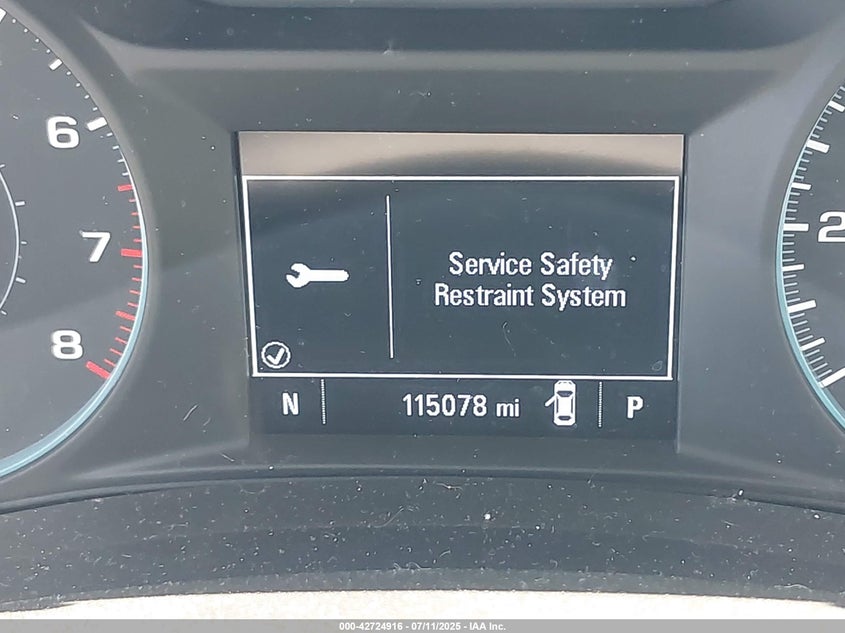 6
7
8
2
Service Safety
Restraint System
N 115078 mi P
000-42724916 - 07/11/2025 - IAA Inc.